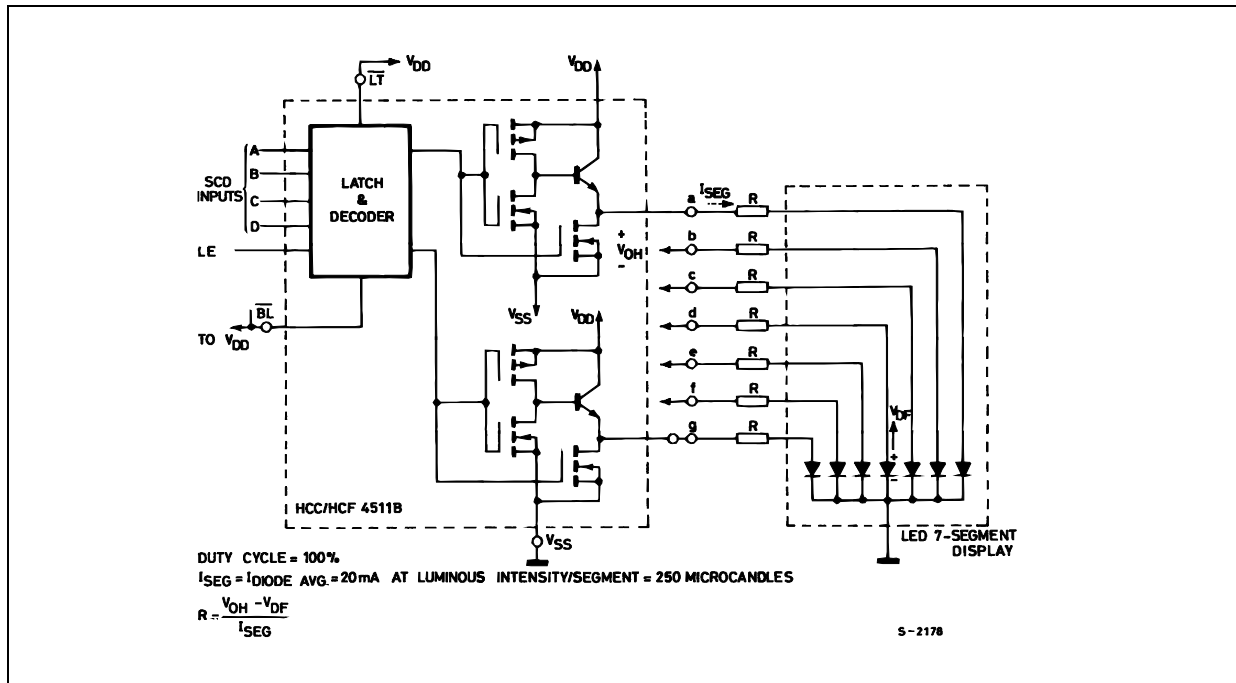 V_DD
LT
V_DD
A
B
SCD
INPUTS
C
D
LATCH
&
DECODER
LE
BL
TO V_DD
V_SS
V_DD
+
V_OH
-
I_SEG
a R
b R
c R
d R
e R
f R
g R
V_DF
+
-
HCC/HCF 4511B
V_SS
LED 7-SEGMENT
DISPLAY
DUTY CYCLE = 100%
I_SEG = I_DIODE AVG. = 20mA AT LUMINOUS INTENSITY/SEGMENT = 250 MICROCANDLES
R = V_OH - V_DF
I_SEG
S-2178